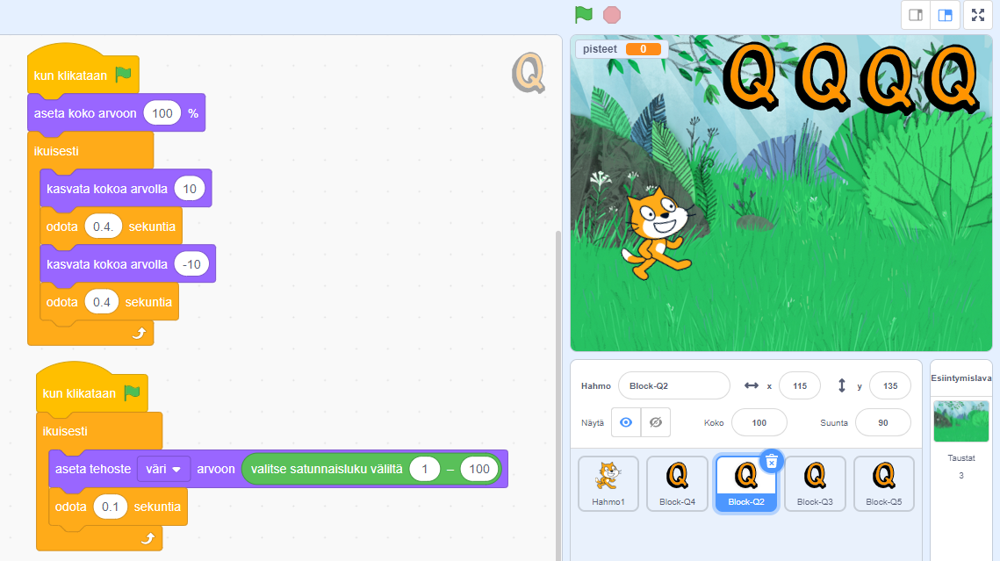 kun klikataan
aseta koko arvoon 100 %
ikuisesti
kasvata kokoa arvolla 10
odota 0.4. sekuntia
kasvata kokoa arvolla -10
odota 0.4 sekuntia
kun klikataan
ikuisesti
aseta tehoste väri arvoon valitse satunnaisluku väliltä 1 – 100
odota 0.1 sekuntia
Q
pisteet 0
Q Q Q Q
Hahmo Block-Q2 x 115 y 135
Näytä Koko 100 Suunta 90
Q Q Q Q
Hahmo1 Block-Q4 Block-Q2 Block-Q3 Block-Q5
Esiintymislava
Taustat
3